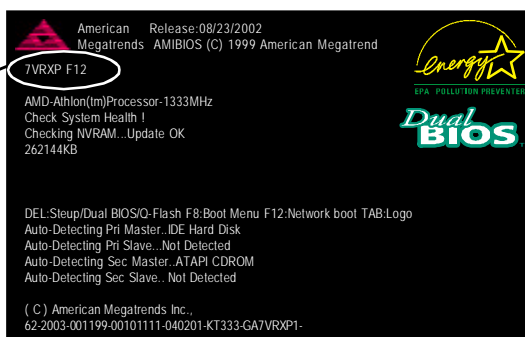 American Release:08/23/2002
Megatrends AMIBIOS (C) 1999 American Megatrend
7VRXP F12
energy
EPA POLLUTION PREVENTER
AMD-Athlon(tm)Processor-1333MHz
Check System Health !
Checking NVRAM...Update OK
262144KB
Dual
BIOS
DEL:Steup/Dual BIOS/Q-Flash F8:Boot Menu F12:Network boot TAB:Logo
Auto-Detecting Pri Master..IDE Hard Disk
Auto-Detecting Pri Slave...Not Detected
Auto-Detecting Sec Master..ATAPI CDROM
Auto-Detecting Sec Slave.. Not Detected
( C ) American Megatrends Inc.,
62-2003-001199-00101111-040201-KT333-GA7VRXP1-